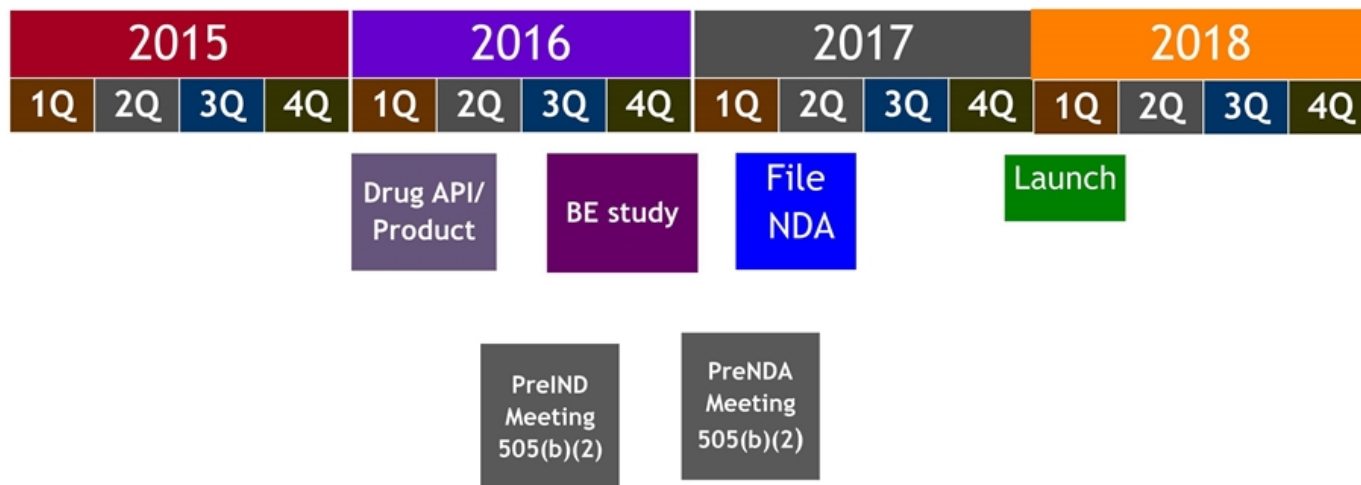 2015 2016 2017 2018
1Q 2Q 3Q 4Q 1Q 2Q 3Q 4Q 1Q 2Q 3Q 4Q 1Q 2Q 3Q 4Q
Drug API/
Product
BE study
File
NDA
Launch
PreIND
Meeting
505(b)(2)
PreNDA
Meeting
505(b)(2)